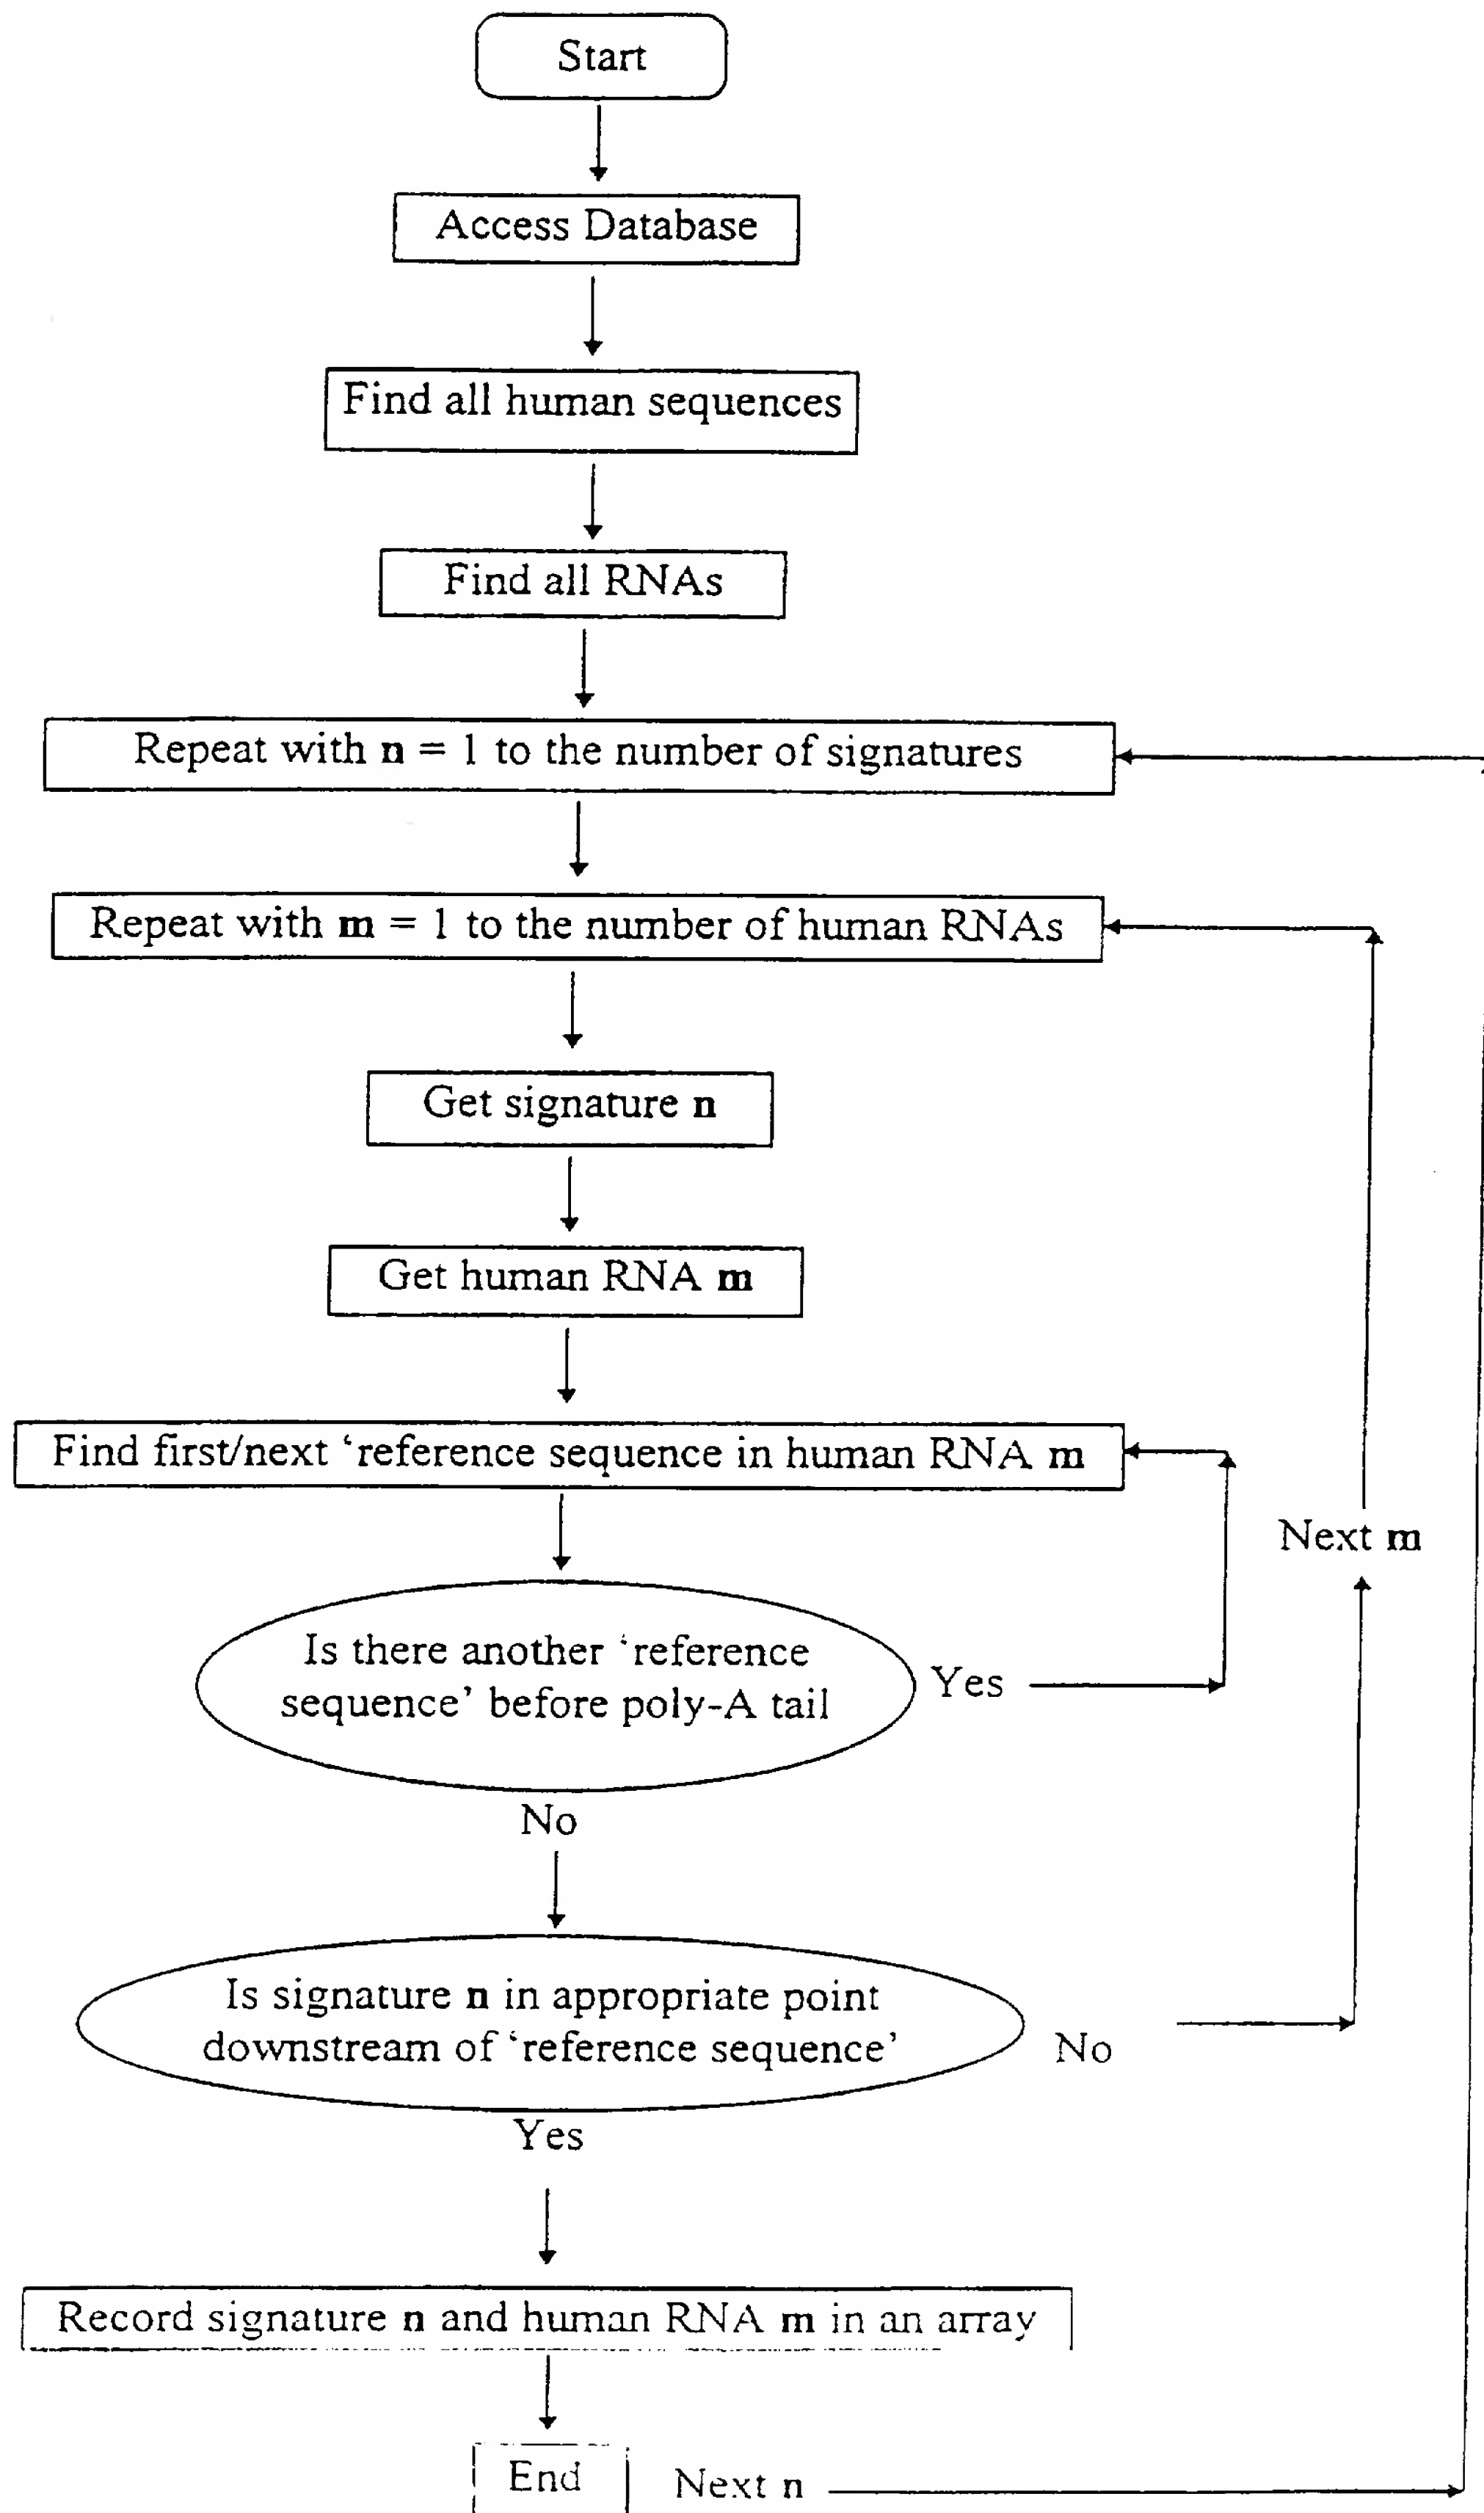 Start
Access Database
Find all human sequences
Find all RNAs
Repeat with n = 1 to the number of signatures
Repeat with m = 1 to the number of human RNAs
Get signature n
Get human RNA m
Find first/next ‘reference sequence in human RNA m
Next m
Is there another ‘reference
sequence’ before poly-A tail
Yes
No
Is signature n in appropriate point
downstream of ‘reference sequence’
No
Yes
Record signature n and human RNA m in an array
End
Next n